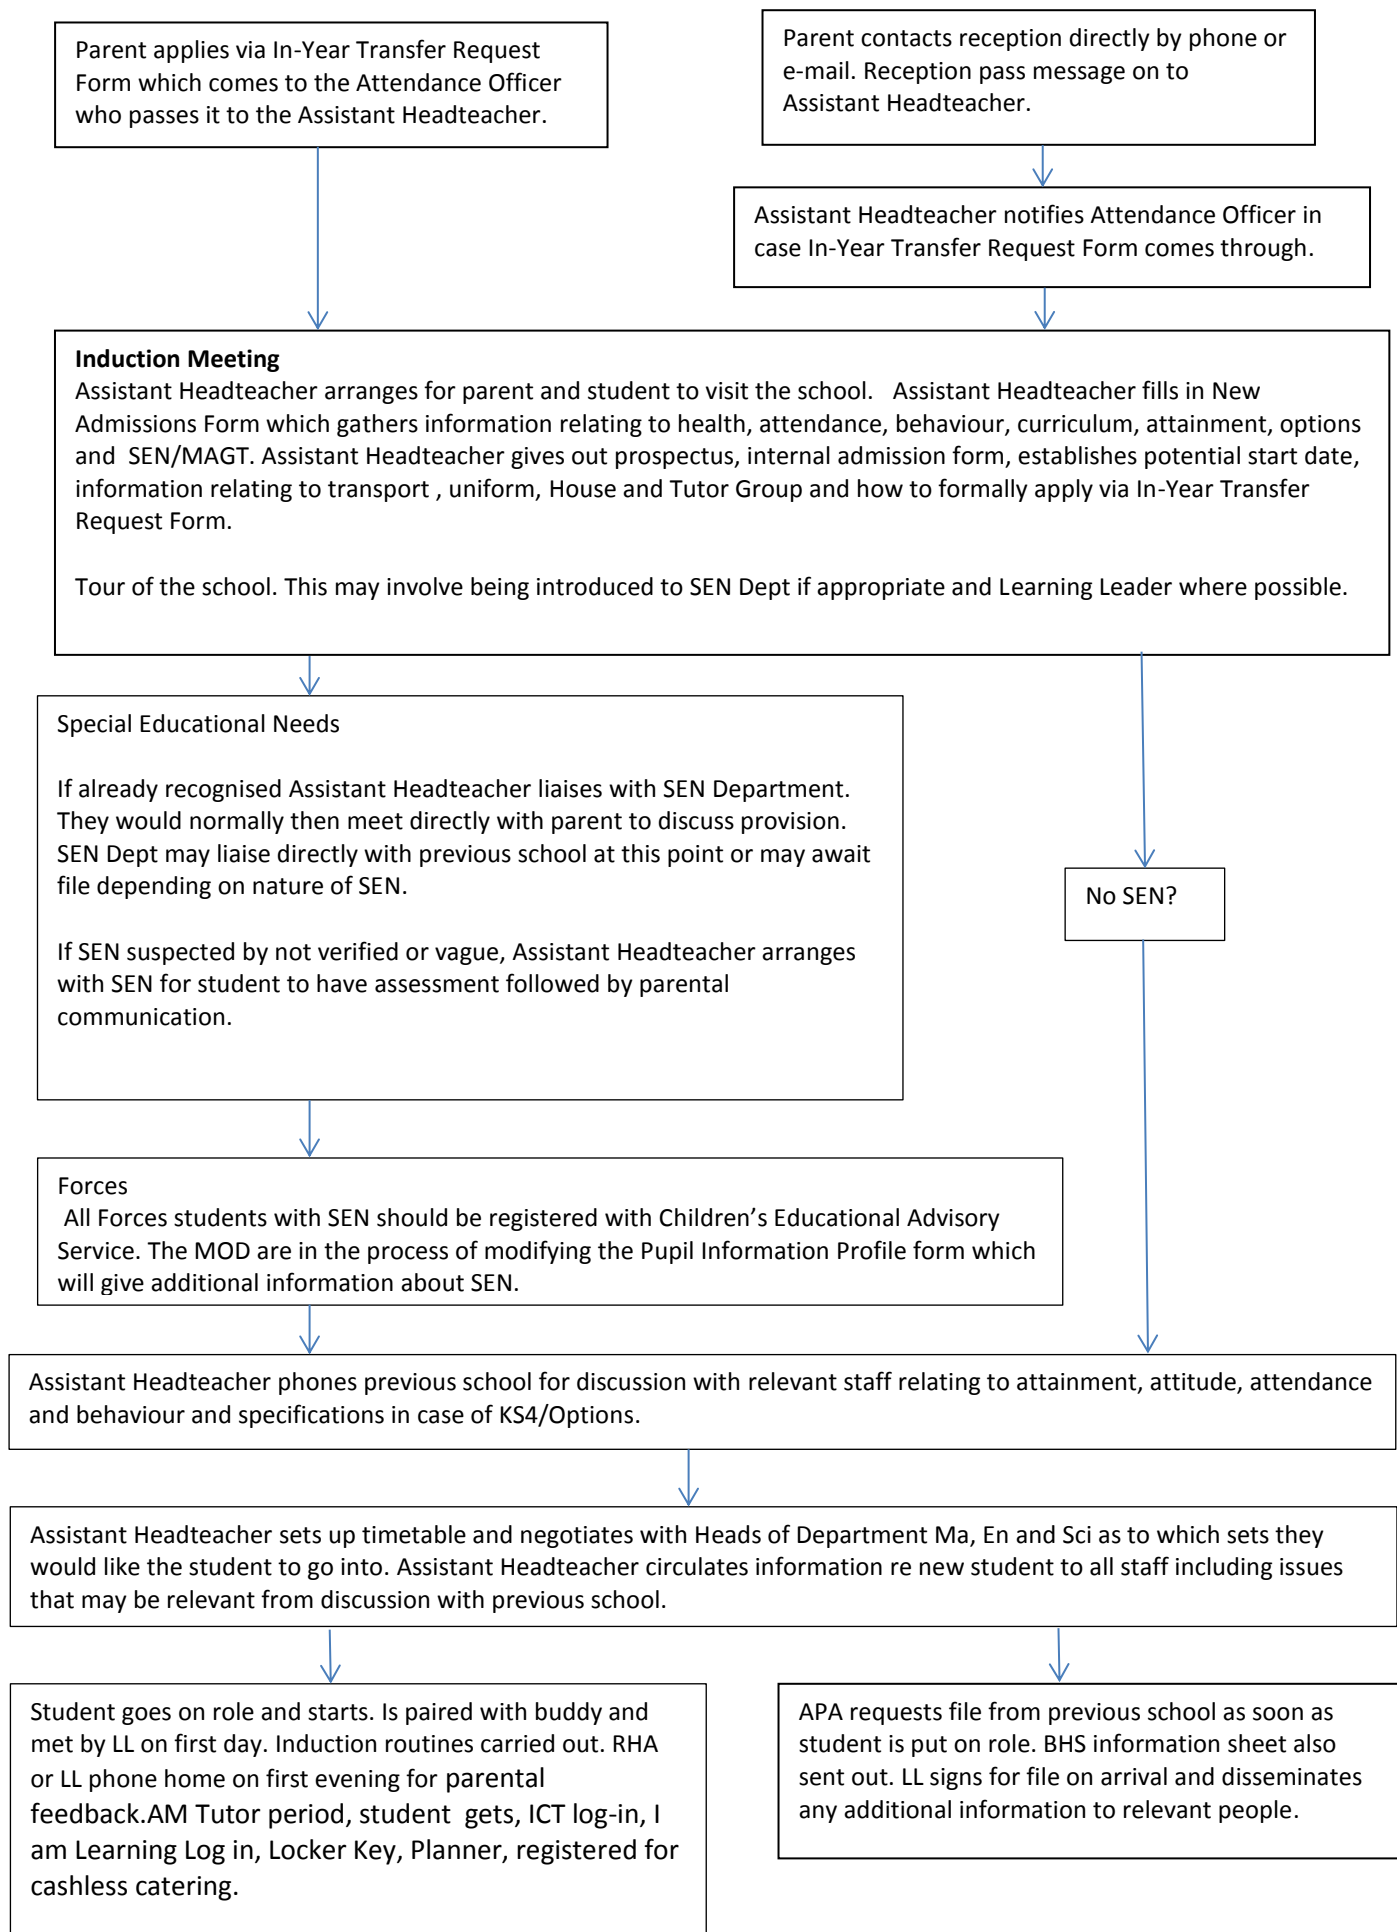 Parent applies via In-Year Transfer Request
Form which comes to the Attendance Officer
who passes it to the Assistant Headteacher.
Parent contacts reception directly by phone or
e-mail. Reception pass message on to
Assistant Headteacher.
Assistant Headteacher notifies Attendance Officer in
case In-Year Transfer Request Form comes through.
Induction Meeting
Assistant Headteacher arranges for parent and student to visit the school.   Assistant Headteacher fills in New
Admissions Form which gathers information relating to health, attendance, behaviour, curriculum, attainment, options
and  SEN/MAGT. Assistant Headteacher gives out prospectus, internal admission form, establishes potential start date,
information relating to transport , uniform, House and Tutor Group and how to formally apply via In-Year Transfer
Request Form.
Tour of the school. This may involve being introduced to SEN Dept if appropriate and Learning Leader where possible.
Special Educational Needs
If already recognised Assistant Headteacher liaises with SEN Department.
They would normally then meet directly with parent to discuss provision.
SEN Dept may liaise directly with previous school at this point or may await
file depending on nature of SEN.
If SEN suspected by not verified or vague, Assistant Headteacher arranges
with SEN for student to have assessment followed by parental
communication.
No SEN?
Forces
All Forces students with SEN should be registered with Children’s Educational Advisory
Service. The MOD are in the process of modifying the Pupil Information Profile form which
will give additional information about SEN.
Assistant Headteacher phones previous school for discussion with relevant staff relating to attainment, attitude, attendance
and behaviour and specifications in case of KS4/Options.
Assistant Headteacher sets up timetable and negotiates with Heads of Department Ma, En and Sci as to which sets they
would like the student to go into. Assistant Headteacher circulates information re new student to all staff including issues
that may be relevant from discussion with previous school.
Student goes on role and starts. Is paired with buddy and
met by LL on first day. Induction routines carried out. RHA
or LL phone home on first evening for parental
feedback.AM Tutor period, student  gets, ICT log-in, I
am Learning Log in, Locker Key, Planner, registered for
cashless catering.
APA requests file from previous school as soon as
student is put on role. BHS information sheet also
sent out. LL signs for file on arrival and disseminates
any additional information to relevant people.